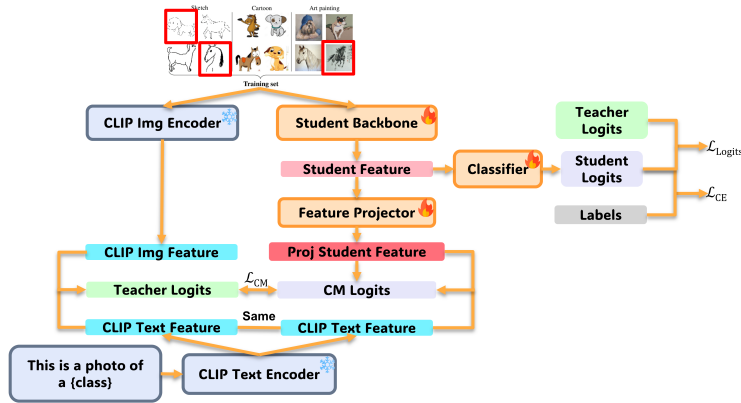 Sketch
Cartoon
Art painting
Training set
CLIP Img Encoder
Student Backbone
Teacher
Logits
Student Feature
Classifier
Student
Logits
ℒLogits
ℒCE
Feature Projector
Labels
CLIP Img Feature
Proj Student Feature
Teacher Logits
ℒCM
CM Logits
CLIP Text Feature
Same
CLIP Text Feature
This is a photo of
a {class}
CLIP Text Encoder